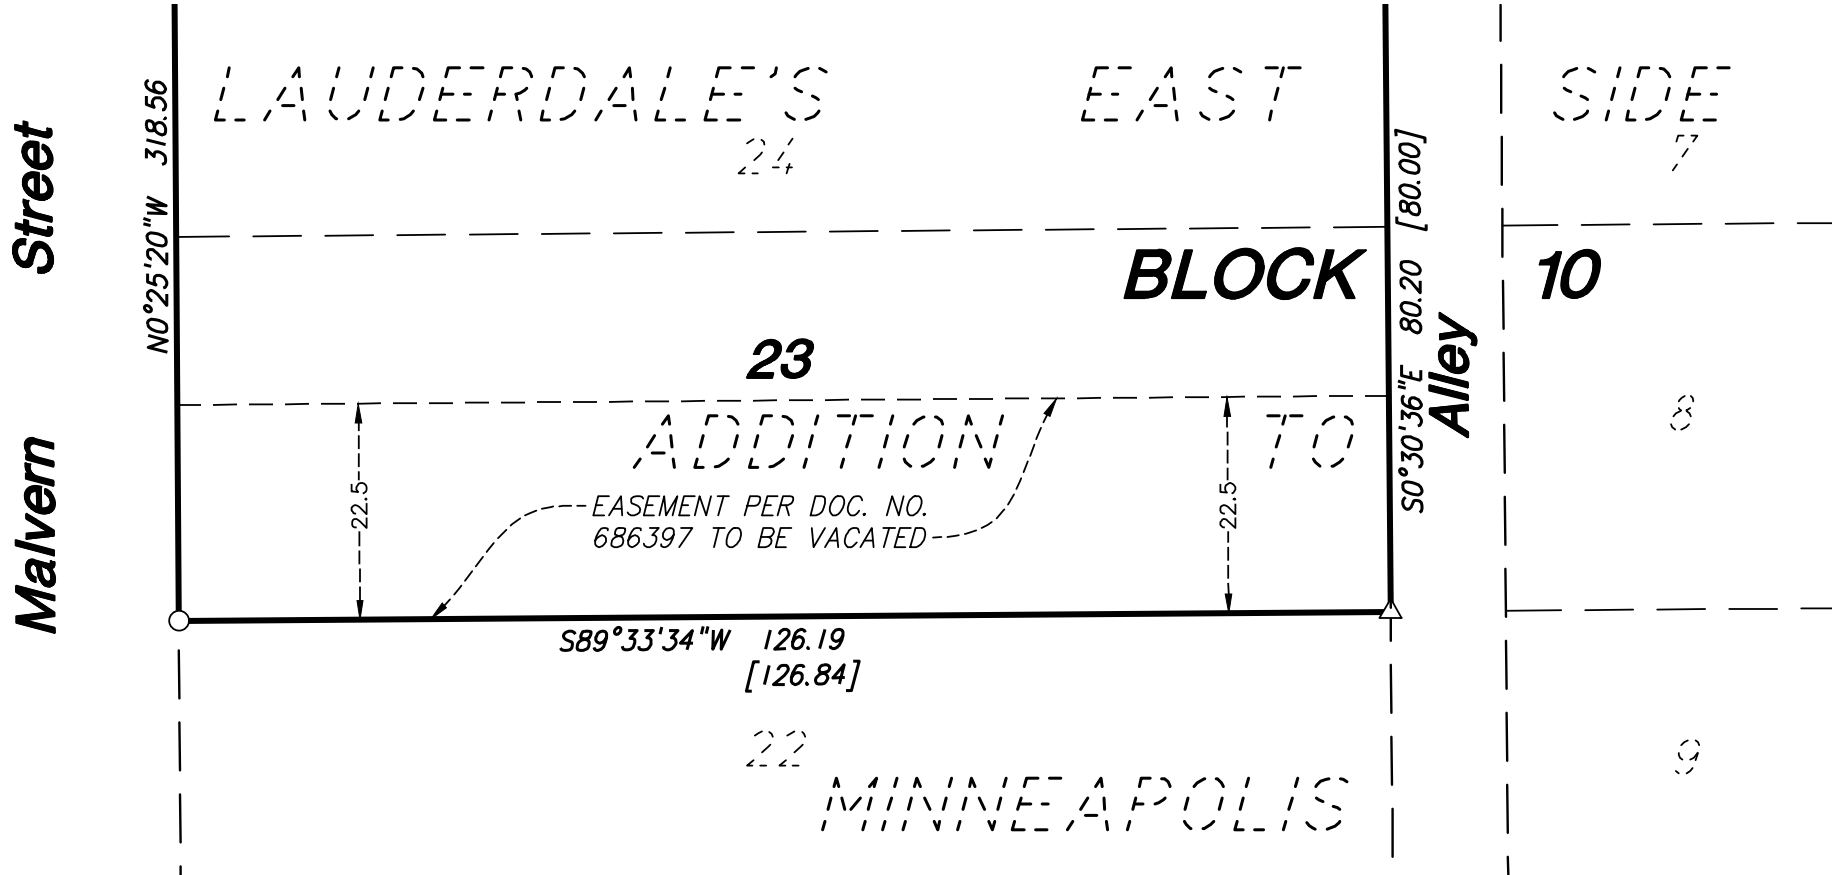 LAUDERDALE'S EAST SIDE
24
7
Malvern Street
N0°25'20"W 318.56
S0°30'36"E 80.20 [80.00]
Alley
BLOCK 10
23
ADDITION TO
8
22.5
22.5
EASEMENT PER DOC. NO.
686397 TO BE VACATED
S89°33'34"W 126.19
[126.84]
22
9
MINNEAPOLIS